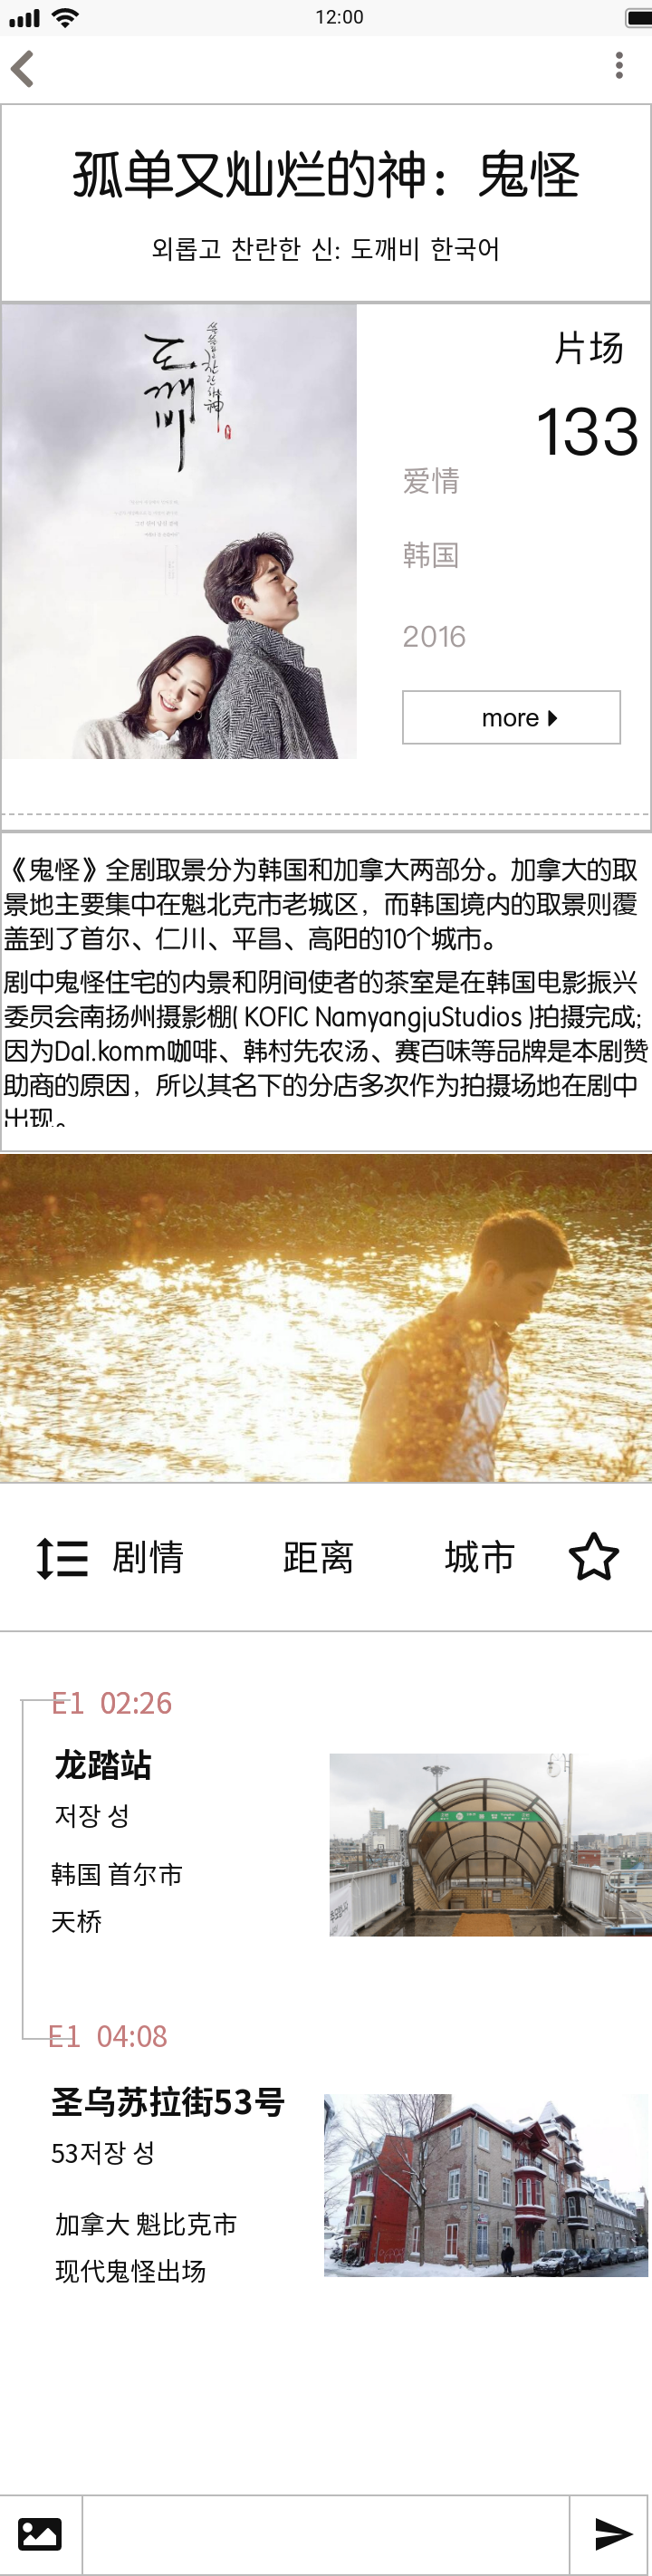 12:00
孤单又灿烂的神：鬼怪
외롭고 찬란한 신: 도깨비 한국어
도깨비
片场
133
爱情
韩国
2016
more
《鬼怪》全剧取景分为韩国和加拿大两部分。加拿大的取
景地主要集中在魁北克市老城区，而韩国境内的取景则覆
盖到了首尔、仁川、平昌、高阳的10个城市。
剧中鬼怪住宅的内景和阴间使者的茶室是在韩国电影振兴
委员会南扬州摄影棚( KOFIC NamyangjuStudios )拍摄完成;
因为Dal.komm咖啡、韩村先农汤、赛百味等品牌是本剧赞
助商的原因，所以其名下的分店多次作为拍摄场地在剧中
出现。
剧情 距离 城市
E1 02:26
龙踏站
저장 성
韩国 首尔市
天桥
E1 04:08
圣乌苏拉街53号
53저장 성
加拿大 魁比克市
现代鬼怪出场